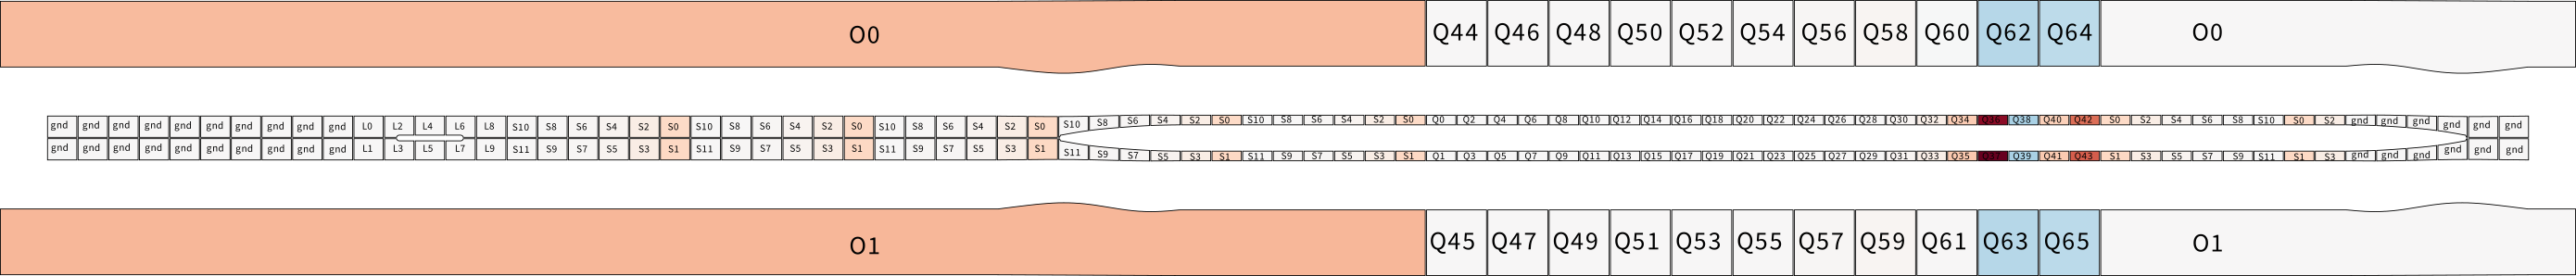 O0 Q44 Q46 Q48 Q50 Q52 Q54 Q56 Q58 Q60 Q62 Q64 O0
gnd gnd gnd gnd gnd gnd gnd gnd gnd gnd L0 L2 L4 L6 L8 S10 S8 S6 S4 S2 S0 S10 S8 S6 S4 S2 S0 S10 S8 S6 S4 S2 S0 S10 S8 S6 S4 S2 S0 S10 S8 S6 S4 S2 S0 Q0 Q2 Q4 Q6 Q8 Q10 Q12 Q14 Q16 Q18 Q20 Q22 Q24 Q26 Q28 Q30 Q32 Q34 Q36 Q38 Q40 Q42 S0 S2 S4 S6 S8 S10 S0 S2 gnd gnd gnd gnd gnd gnd
gnd gnd gnd gnd gnd gnd gnd gnd gnd gnd L1 L3 L5 L7 L9 S11 S9 S7 S5 S3 S1 S11 S9 S7 S5 S3 S1 S11 S9 S7 S5 S3 S1 S11 S9 S7 S5 S3 S1 S11 S9 S7 S5 S3 S1 Q1 Q3 Q5 Q7 Q9 Q11 Q13 Q15 Q17 Q19 Q21 Q23 Q25 Q27 Q29 Q31 Q33 Q35 Q37 Q39 Q41 Q43 S1 S3 S5 S7 S9 S11 S1 S3 gnd gnd gnd gnd gnd gnd
O1 Q45 Q47 Q49 Q51 Q53 Q55 Q57 Q59 Q61 Q63 Q65 O1